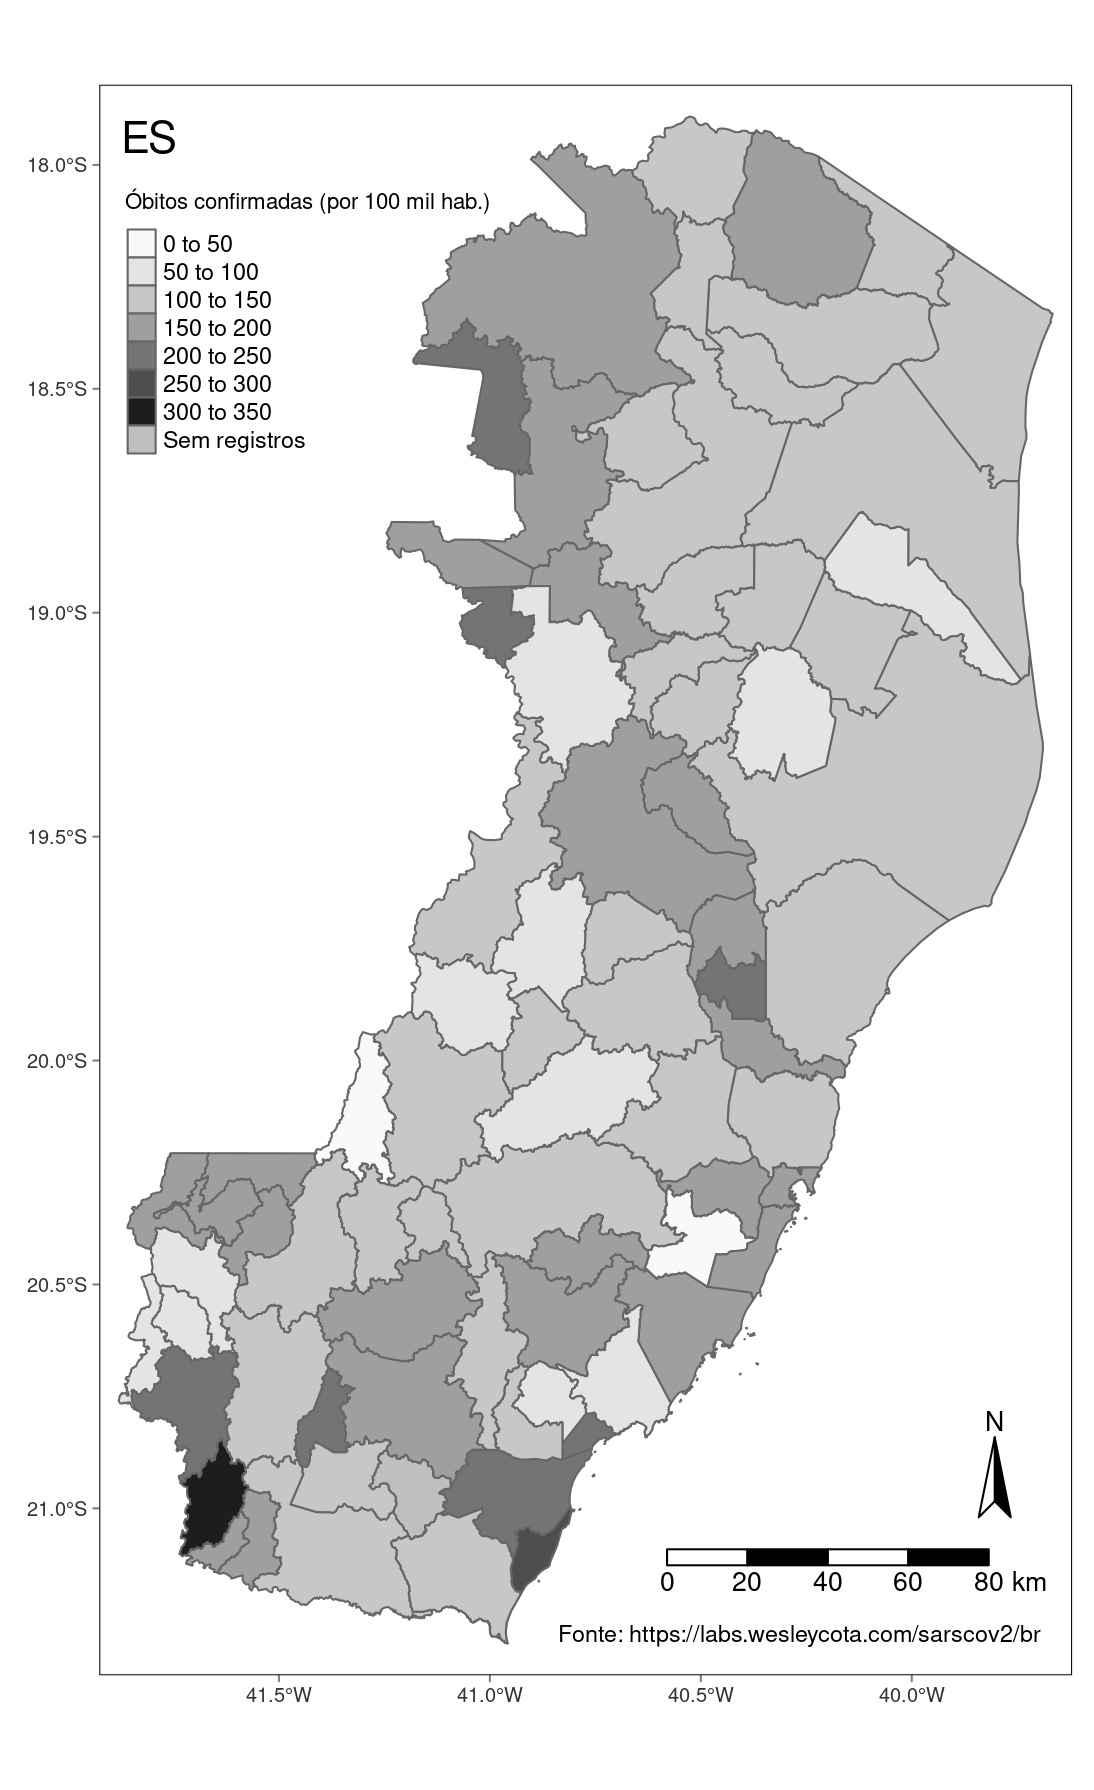 ES
Óbitos confirmadas (por 100 mil hab.)
0 to 50
50 to 100
100 to 150
150 to 200
200 to 250
250 to 300
300 to 350
Sem registros
18.0°S
18.5°S
19.0°S
19.5°S
20.0°S
20.5°S
21.0°S
N
0 20 40 60 80 km
Fonte: https://labs.wesleycota.com/sarscov2/br
41.5°W 41.0°W 40.5°W 40.0°W